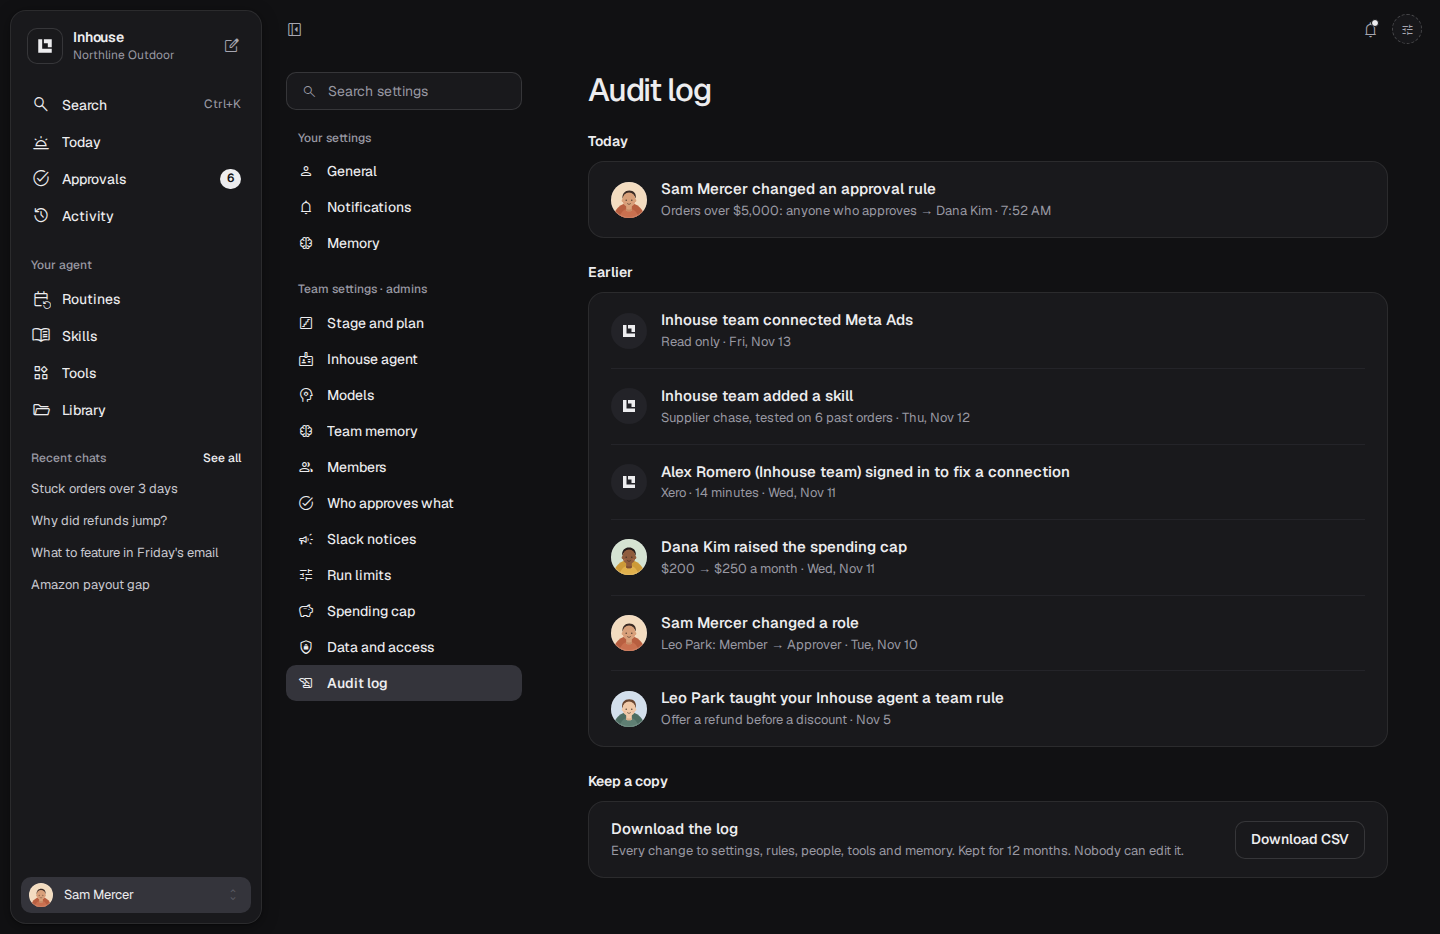 Inhouse
Northline Outdoor
Search Ctrl+K
Today
Approvals 6
Activity
Your agent
Routines
Skills
Tools
Library
Recent chats See all
Stuck orders over 3 days
Why did refunds jump?
What to feature in Friday's email
Amazon payout gap
Sam Mercer
Search settings
Your settings
General
Notifications
Memory
Team settings · admins
Stage and plan
Inhouse agent
Models
Team memory
Members
Who approves what
Slack notices
Run limits
Spending cap
Data and access
Audit log
Audit log
Today
Sam Mercer changed an approval rule
Orders over $5,000: anyone who approves → Dana Kim · 7:52 AM
Earlier
Inhouse team connected Meta Ads
Read only · Fri, Nov 13
Inhouse team added a skill
Supplier chase, tested on 6 past orders · Thu, Nov 12
Alex Romero (Inhouse team) signed in to fix a connection
Xero · 14 minutes · Wed, Nov 11
Dana Kim raised the spending cap
$200 → $250 a month · Wed, Nov 11
Sam Mercer changed a role
Leo Park: Member → Approver · Tue, Nov 10
Leo Park taught your Inhouse agent a team rule
Offer a refund before a discount · Nov 5
Keep a copy
Download the log
Every change to settings, rules, people, tools and memory. Kept for 12 months. Nobody can edit it.
Download CSV